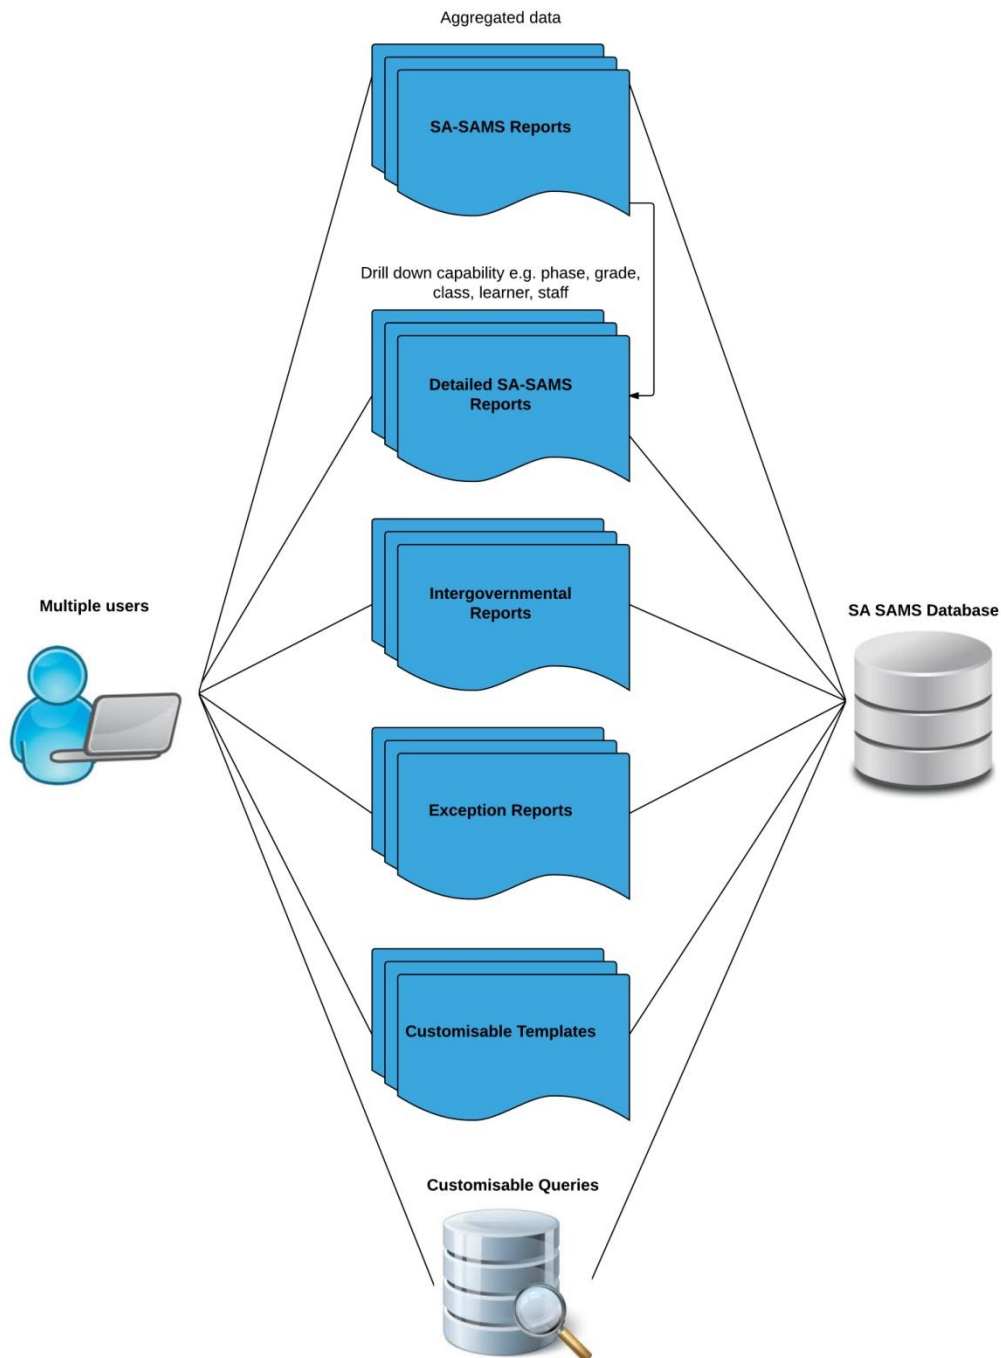 Aggregated data
SA-SAMS Reports
Drill down capability e.g. phase, grade,
class, learner, staff
Detailed SA-SAMS
Reports
Intergovernmental
Reports
Multiple users
SA SAMS Database
Exception Reports
Customisable Templates
Customisable Queries